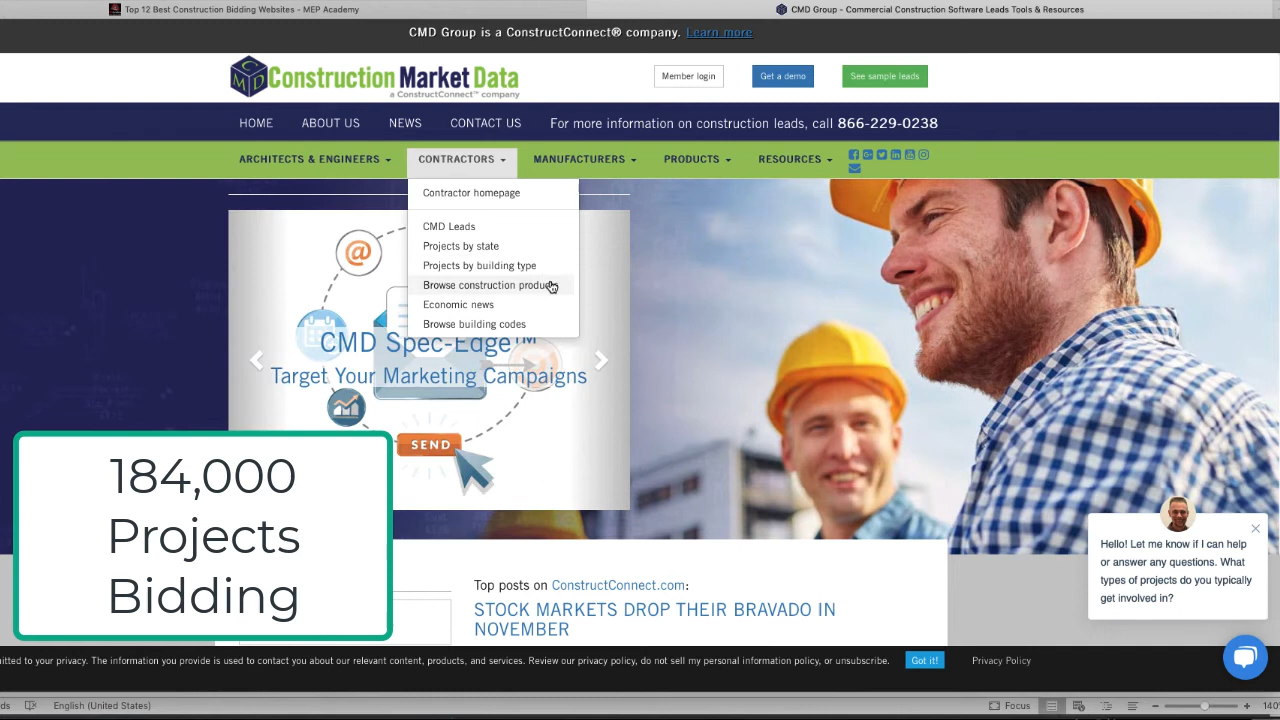 Top 12 Best Construction Bidding Websites - MEP Academy
CMD Group - Commercial Construction Software Leads Tools & Resources
CMD Group is a ConstructConnect® company. Learn more
CMD
Construction Market Data
a ConstructConnect™ company
Member login
Get a demo
See sample leads
HOME
ABOUT US
NEWS
CONTACT US
For more information on construction leads, call 866-229-0238
ARCHITECTS & ENGINEERS
CONTRACTORS
MANUFACTURERS
PRODUCTS
RESOURCES
Contractor homepage
CMD Leads
Projects by state
Projects by building type
Browse construction
Economic news
Browse building codes
CMD Spec-Edge™
Target Your Marketing Campaigns
SEND
184,000
Projects
Bidding
Hello! Let me know if I can help
or answer any questions. What
types of projects do you typically
get involved in?
Top posts on ConstructConnect.com:
STOCK MARKETS DROP THEIR BRAVADO IN
NOVEMBER
to your privacy. The information you provide is used to contact you about our relevant content, products, and services. Review our privacy policy, do not sell my personal information policy, or unsubscribe.
Got it!
Privacy Policy
English (United States)
Focus